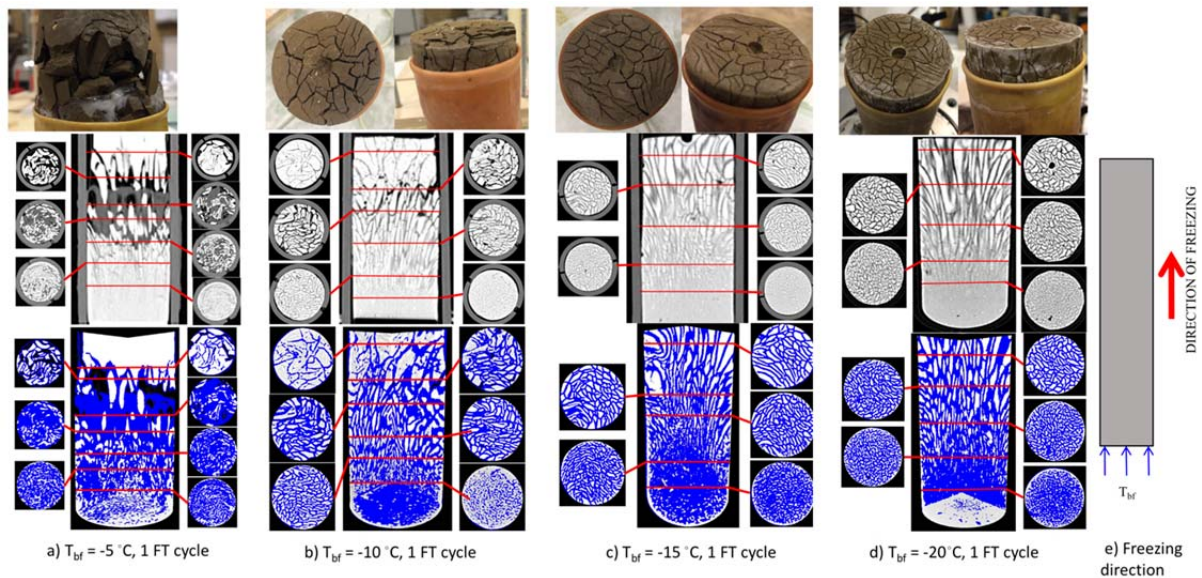 DIRECTION OF FREEZING
T_bf
a) T_bf = -5 °C, 1 FT cycle
b) T_bf = -10 °C, 1 FT cycle
c) T_bf = -15 °C, 1 FT cycle
d) T_bf = -20 °C, 1 FT cycle
e) Freezing
direction